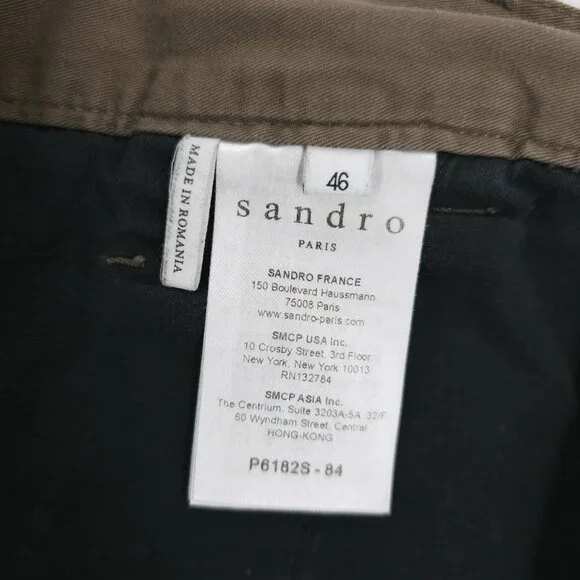 MADE IN ROMANIA
46
sandro
PARIS
SANDRO FRANCE
150 Boulevard Haussmann
75008 Paris
www.sandro-paris.com
SMCP USA Inc.
10 Crosby Street, 3rd Floor
New York, New York 10013
RN132784
SMCP ASIA Inc.
The Centrium, Suite 3203A-5A, 32/F
60 Wyndham Street, Central
HONG-KONG
P6182S - 84